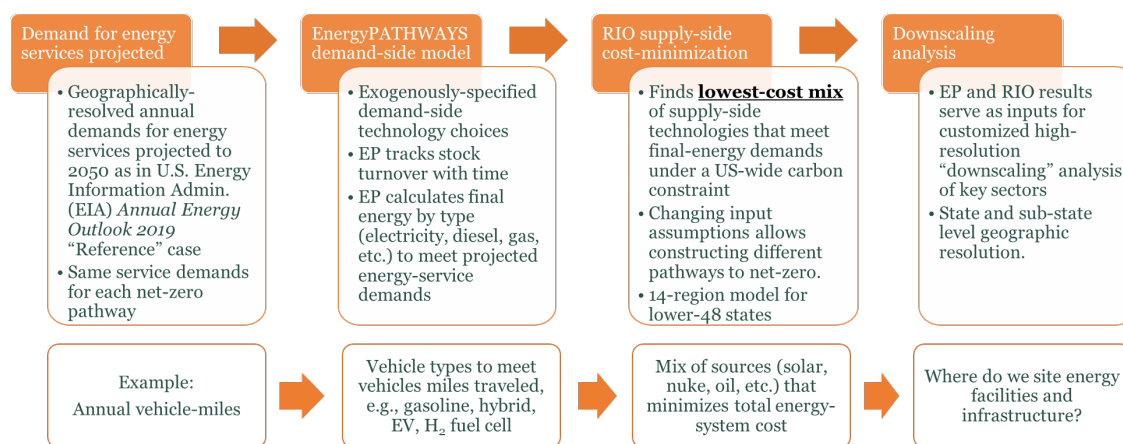 Demand for energy
services projected
• Geographically-
resolved annual
demands for energy
services projected to
2050 as in U.S. Energy
Information Admin.
(EIA) Annual Energy
Outlook 2019
“Reference” case
• Same service demands
for each net-zero
pathway
EnergyPATHWAYS
demand-side model
• Exogenously-specified
demand-side
technology choices
• EP tracks stock
turnover with time
• EP calculates final
energy by type
(electricity, diesel, gas,
etc.) to meet projected
energy-service
demands
RIO supply-side
cost-minimization
• Finds lowest-cost mix
of supply-side
technologies that meet
final-energy demands
under a US-wide carbon
constraint
• Changing input
assumptions allows
constructing different
pathways to net-zero.
• 14-region model for
lower-48 states
Downscaling
analysis
• EP and RIO results
serve as inputs for
customized high-
resolution
“downscaling” analysis
of key sectors
• State and sub-state
level geographic
resolution.
Example:
Annual vehicle-miles
Vehicle types to meet
vehicles miles traveled,
e.g., gasoline, hybrid,
EV, H₂ fuel cell
Mix of sources (solar,
nuke, oil, etc.) that
minimizes total energy-
system cost
Where do we site energy
facilities and
infrastructure?